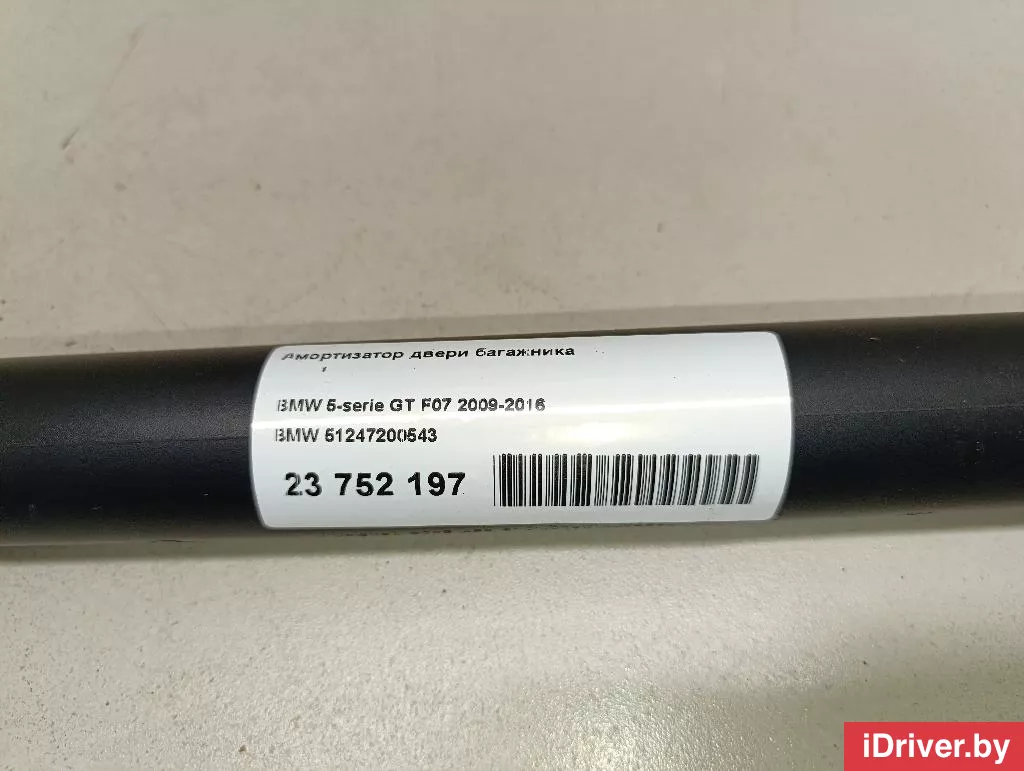 Амортизатор двери багажника
BMW 5-serie GT F07 2009-2016
BMW 51247200543
23 752 197
iDriver.by